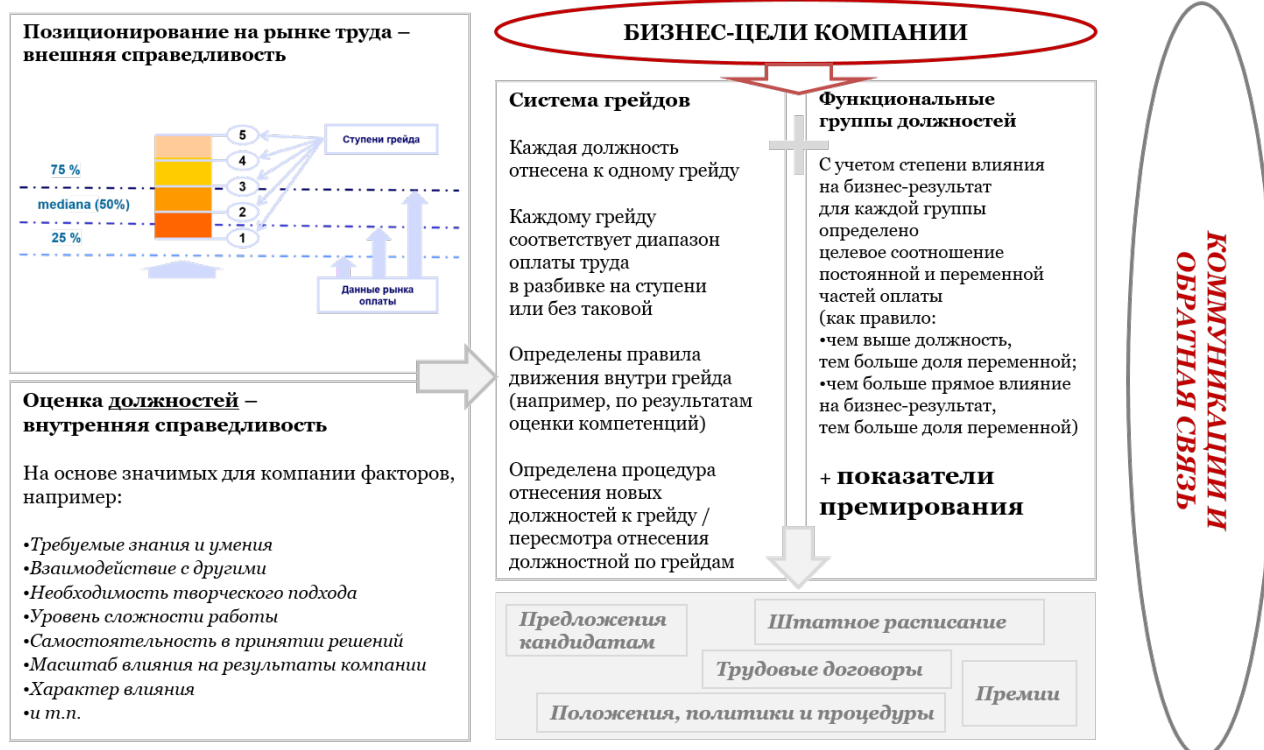 Позиционирование на рынке труда –
внешняя справедливость
5
4
3
2
1
Ступени грейда
75 %
mediana (50%)
25 %
Данные рынка
оплаты
Оценка должностей –
внутренняя справедливость
На основе значимых для компании факторов,
например:
•Требуемые знания и умения
•Взаимодействие с другими
•Необходимость творческого подхода
•Уровень сложности работы
•Самостоятельность в принятии решений
•Масштаб влияния на результаты компании
•Характер влияния
•и т.п.
БИЗНЕС-ЦЕЛИ КОМПАНИИ
Система грейдов
Каждая должность
отнесена к одному грейду
Каждому грейду
соответствует диапазон
оплаты труда
в разбивке на ступени
или без таковой
Определены правила
движения внутри грейда
(например, по результатам
оценки компетенций)
Определена процедура
отнесения новых
должностей к грейду /
пересмотра отнесения
должностной по грейдам
Функциональные
группы должностей
С учетом степени влияния
на бизнес-результат
для каждой группы
определено
целевое соотношение
постоянной и переменной
частей оплаты
(как правило:
•чем выше должность,
тем больше доля переменной;
•чем больше прямое влияние
на бизнес-результат,
тем больше доля переменной)
+ показатели
премирования
Предложения
кандидатам
Штатное расписание
Трудовые договоры
Премии
Положения, политики и процедуры
КОММУНИКАЦИИ И
ОБРАТНАЯ СВЯЗЬ